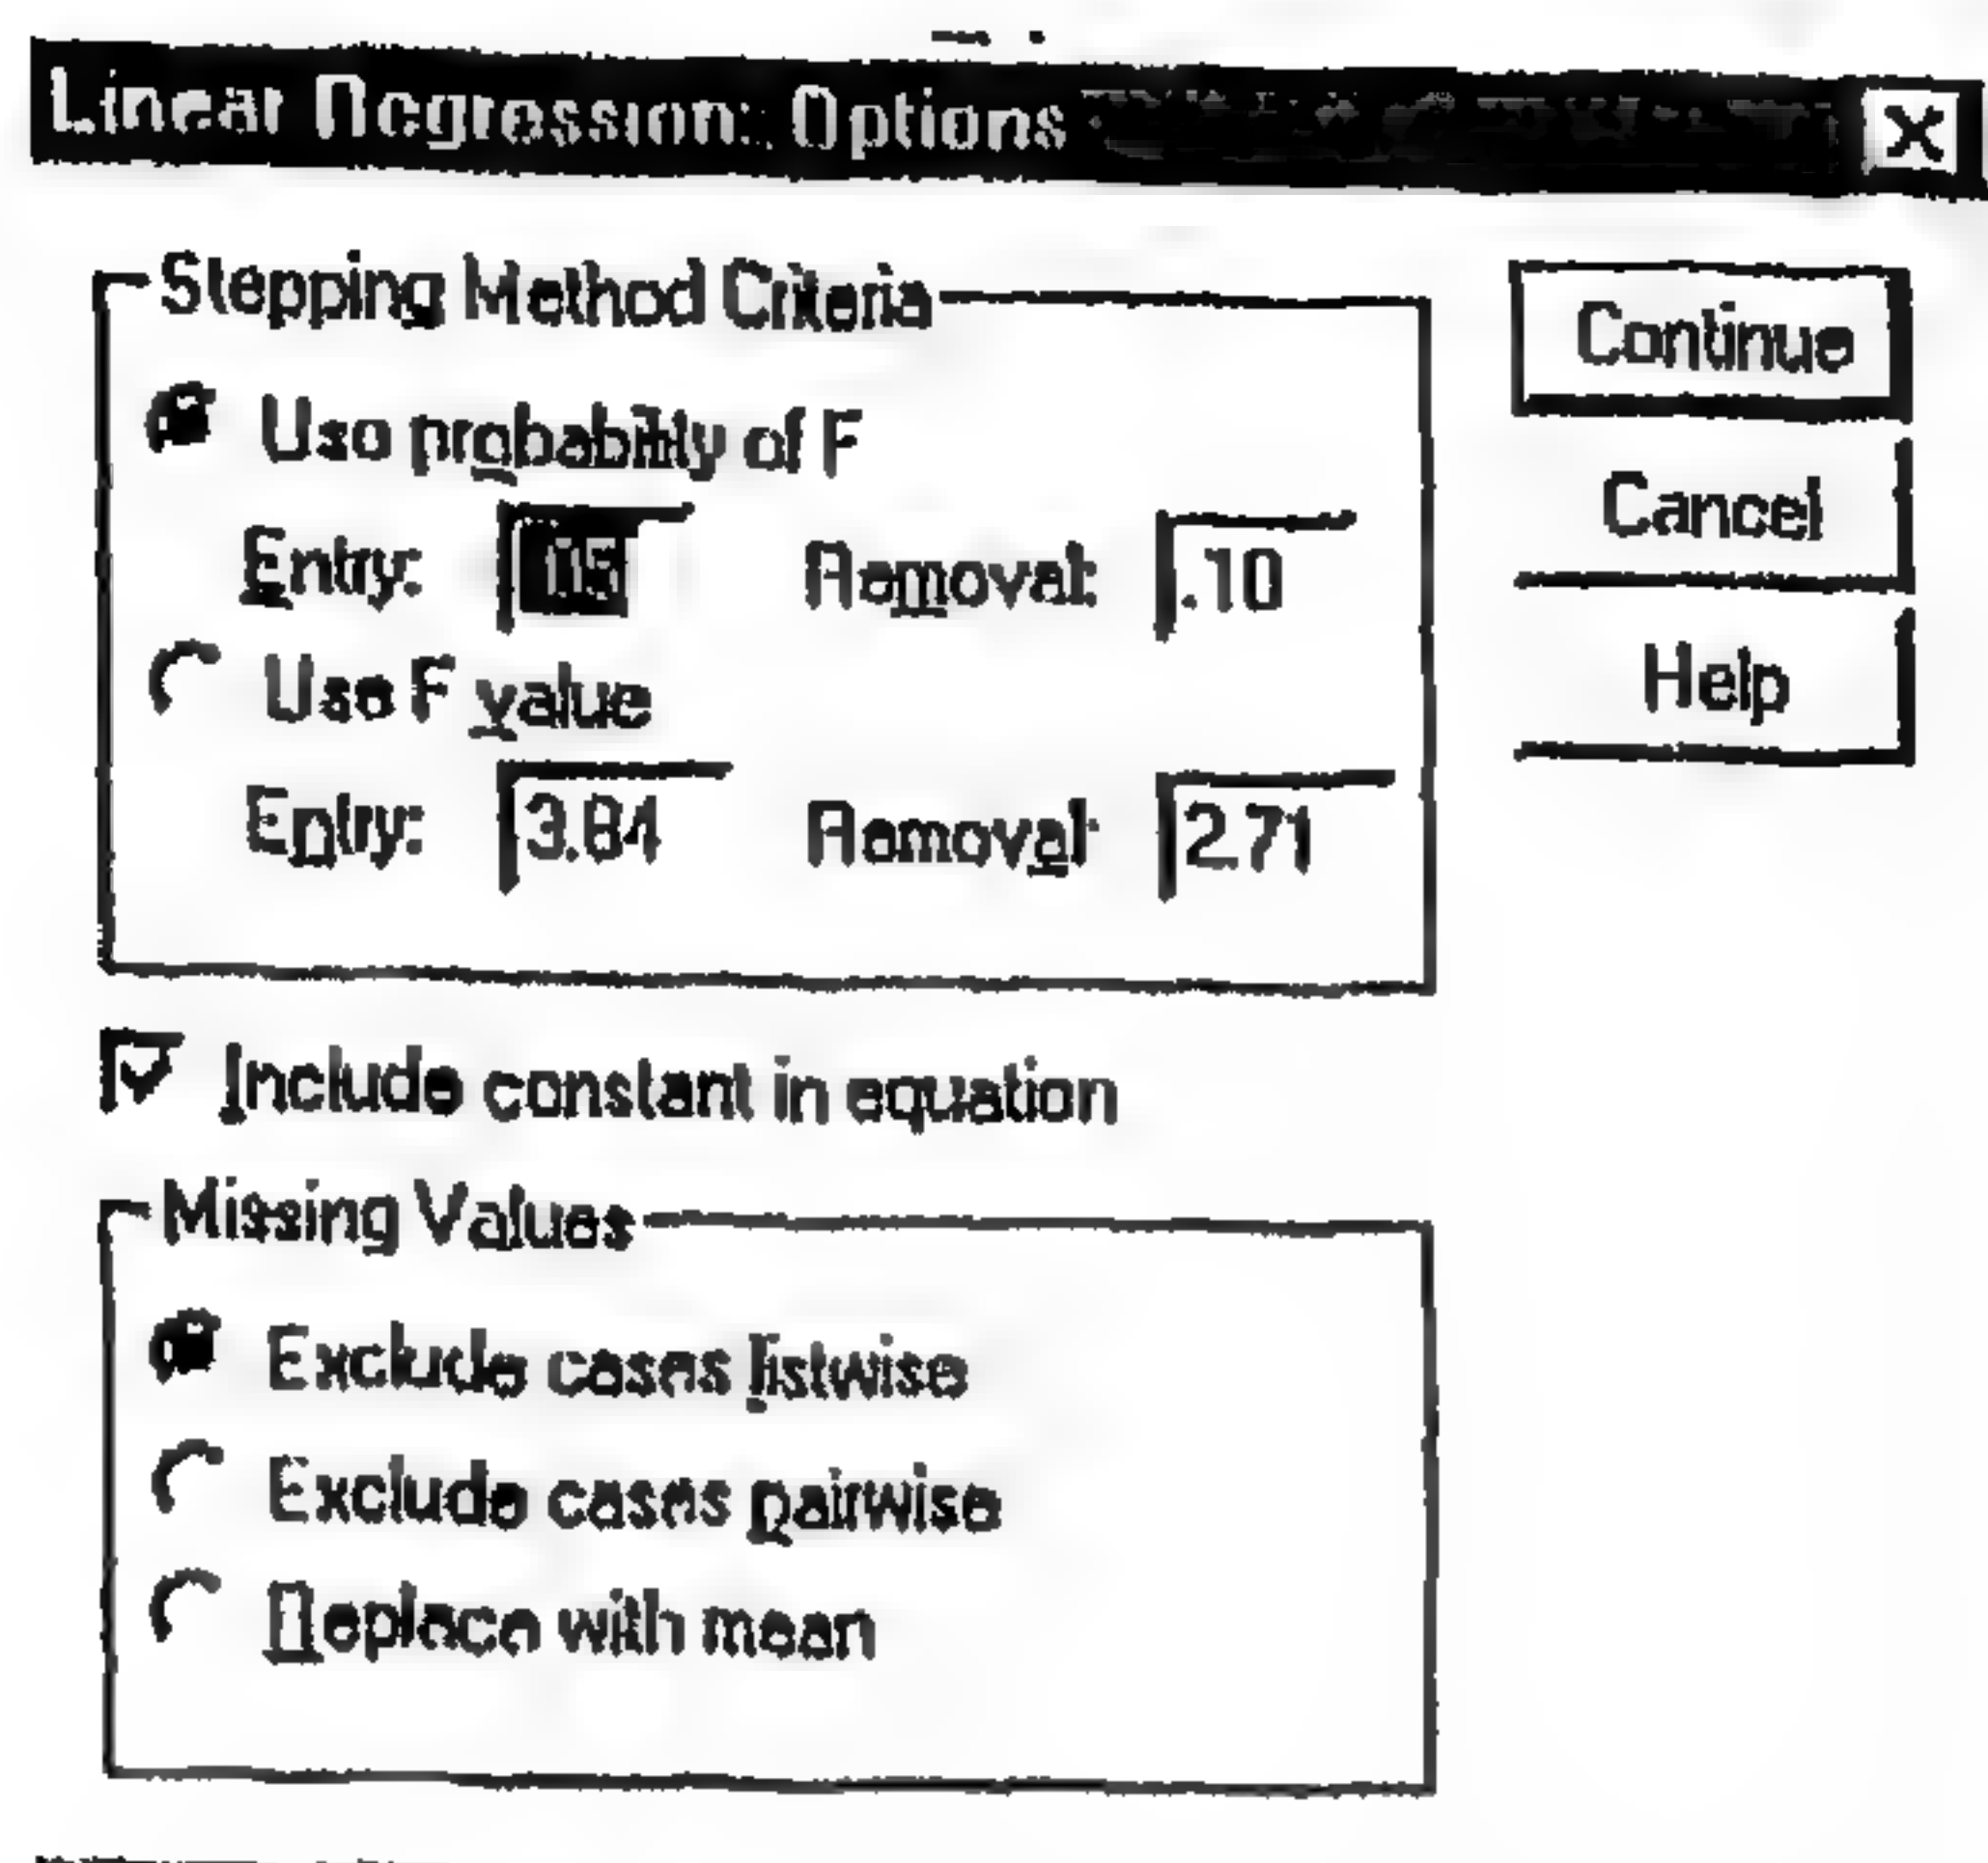 Linear Regression: Options
Stepping Method Criteria
Use probability of F
Entry: .05 Removal: .10
Use F value
Entry: 3.84 Removal: 2.71
Include constant in equation
Missing Values
Exclude cases listwise
Exclude cases pairwise
Replace with mean
Continue
Cancel
Help